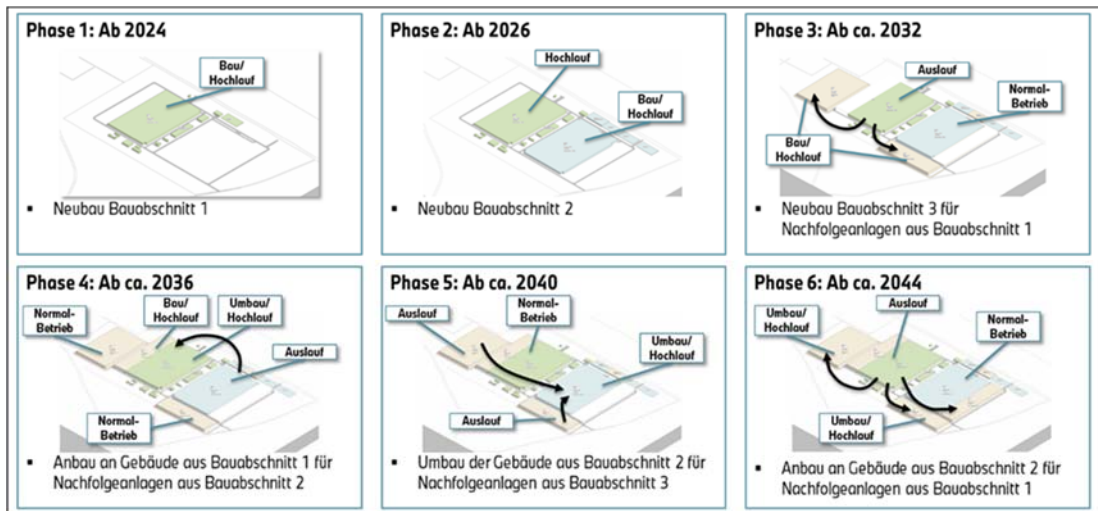 Phase 1: Ab 2024
Bau/
Hochlauf
▪ Neubau Bauabschnitt 1
Phase 2: Ab 2026
Hochlauf
Bau/
Hochlauf
▪ Neubau Bauabschnitt 2
Phase 3: Ab ca. 2032
Auslauf
Normal-
Betrieb
Bau/
Hochlauf
▪ Neubau Bauabschnitt 3 für
Nachfolgeanlagen aus Bauabschnitt 1
Phase 4: Ab ca. 2036
Normal-
Betrieb
Bau/
Hochlauf
Umbau/
Hochlauf
Auslauf
Normal-
Betrieb
▪ Anbau an Gebäude aus Bauabschnitt 1 für
Nachfolgeanlagen aus Bauabschnitt 2
Phase 5: Ab ca. 2040
Auslauf
Normal-
Betrieb
Umbau/
Hochlauf
Auslauf
▪ Umbau der Gebäude aus Bauabschnitt 2 für
Nachfolgeanlagen aus Bauabschnitt 3
Phase 6: Ab ca. 2044
Umbau/
Hochlauf
Auslauf
Normal-
Betrieb
Umbau/
Hochlauf
▪ Anbau an Gebäude aus Bauabschnitt 2 für
Nachfolgeanlagen aus Bauabschnitt 1